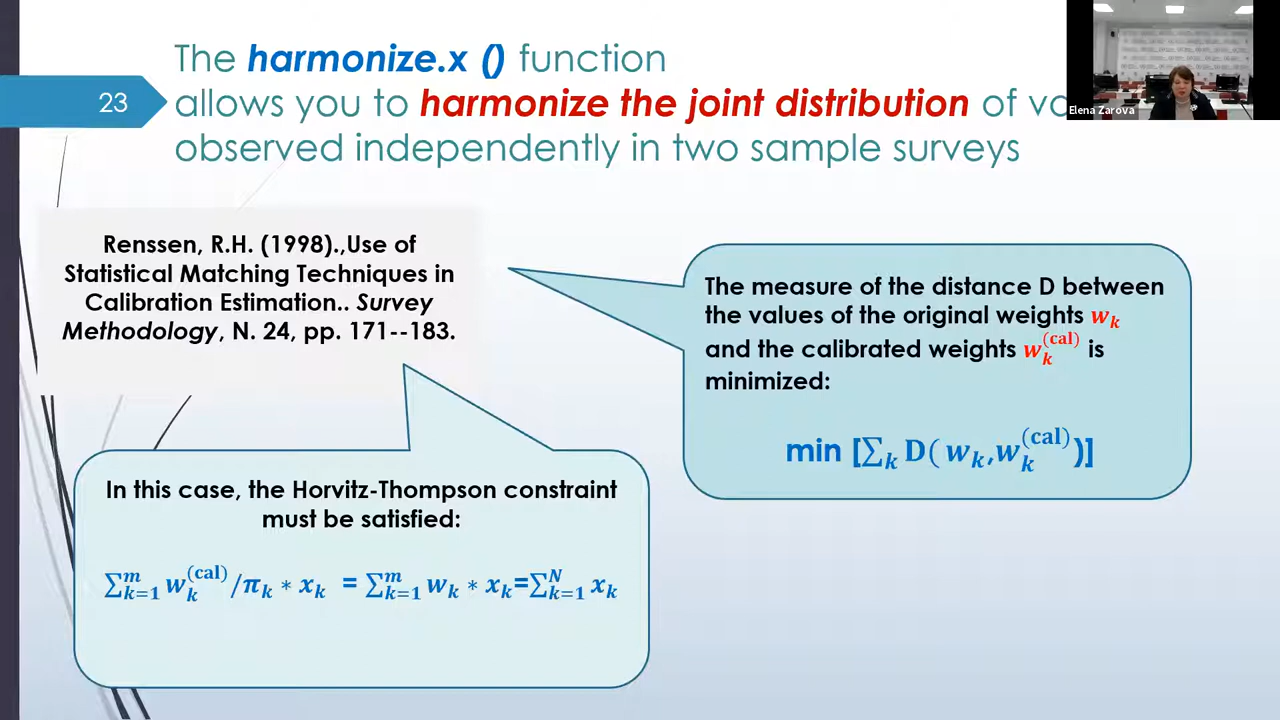 The harmonize.x () function
23
allows you to harmonize the joint distribution of
observed independently in two sample surveys
Elena Zarova
Renssen, R.H. (1998).,Use of
Statistical Matching Techniques in
Calibration Estimation.. Survey
Methodology, N. 24, pp. 171--183.
The measure of the distance D between
the values of the original weights wₖ
and the calibrated weights wₖ^(cal) is
minimized:
min [∑ₖ D( wₖ,wₖ^(cal))]
In this case, the Horvitz-Thompson constraint
must be satisfied:
∑ₖ₌₁^m wₖ^(cal)/πₖ * xₖ = ∑ₖ₌₁^m wₖ * xₖ=∑ₖ₌₁^N xₖ